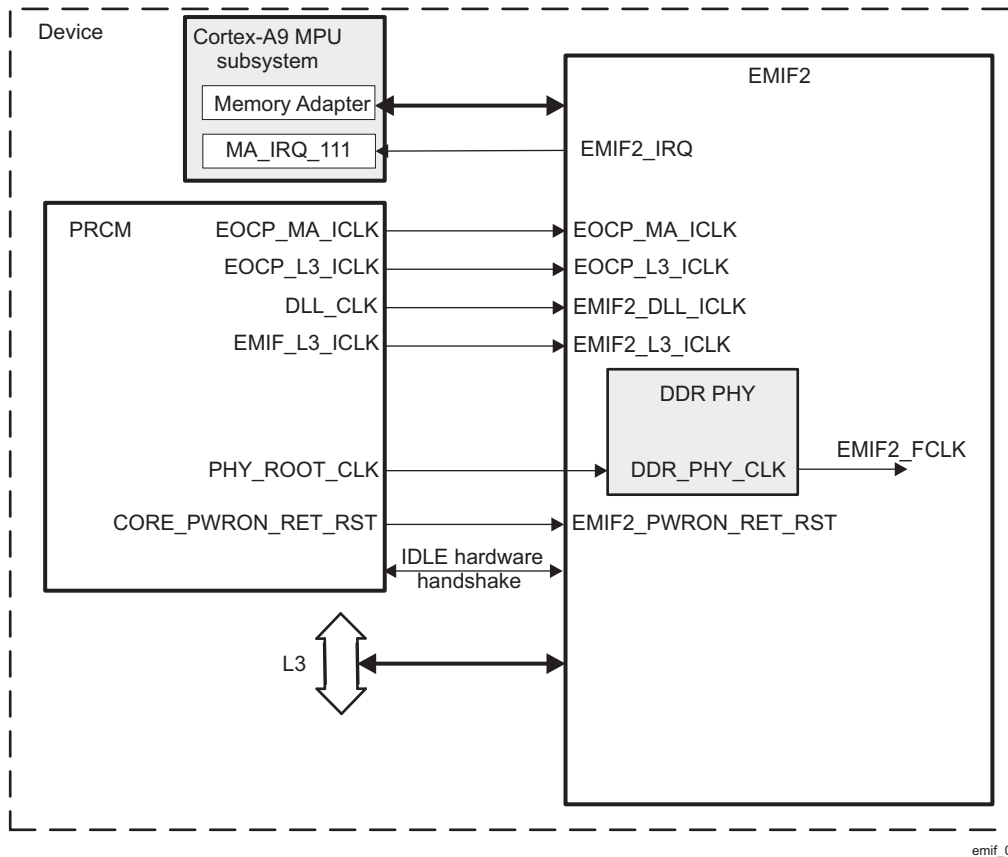 Device
Cortex-A9 MPU
subsystem
Memory Adapter
MA_IRQ_111
EMIF2
EMIF2_IRQ
PRCM
EOCP_MA_ICLK
EOCP_MA_ICLK
EOCP_L3_ICLK
EOCP_L3_ICLK
DLL_CLK
EMIF2_DLL_ICLK
EMIF_L3_ICLK
EMIF2_L3_ICLK
DDR PHY
PHY_ROOT_CLK
DDR_PHY_CLK
EMIF2_FCLK
CORE_PWRON_RET_RST
EMIF2_PWRON_RET_RST
IDLE hardware
handshake
L3